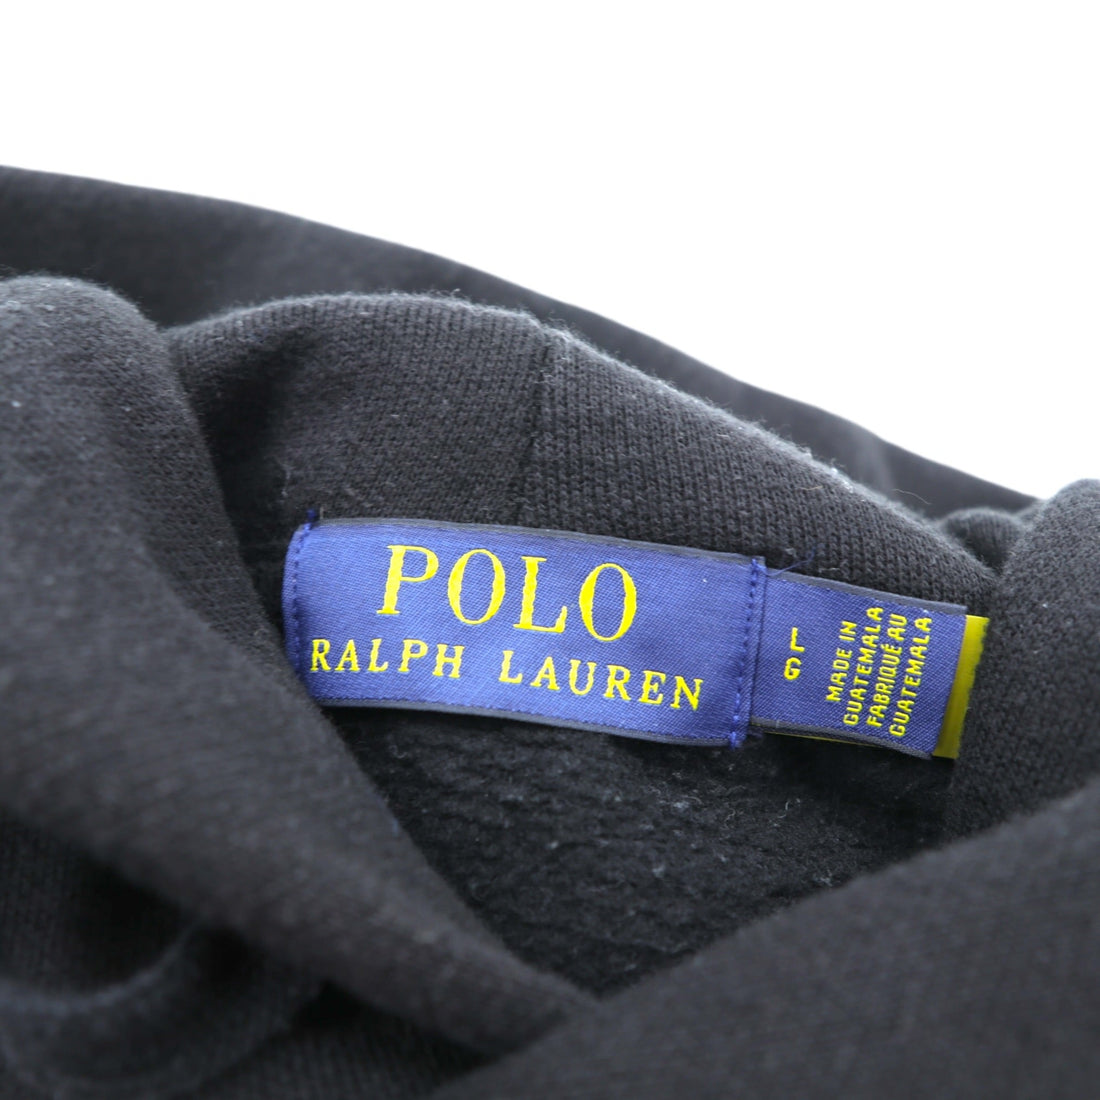 POLO
RALPH LAUREN
L
G
MADE IN
GUATEMALA
FABRIQUÉ AU
GUATEMALA